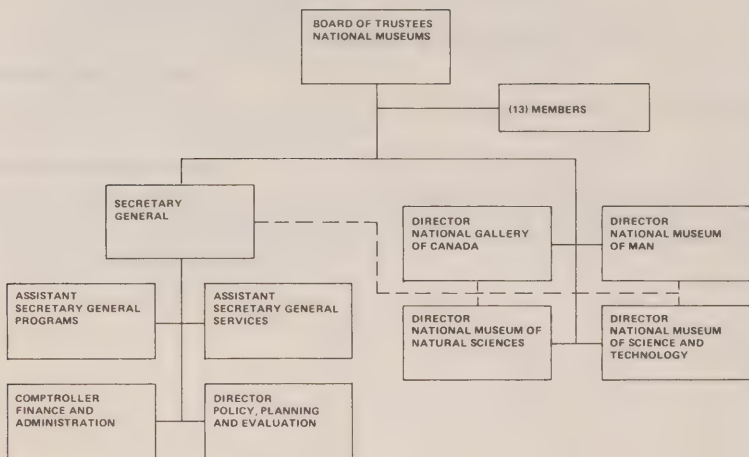 BOARD OF TRUSTEES
NATIONAL MUSEUMS
(13) MEMBERS
SECRETARY
GENERAL
DIRECTOR
NATIONAL GALLERY
OF CANADA
DIRECTOR
NATIONAL MUSEUM
OF MAN
ASSISTANT
SECRETARY GENERAL
PROGRAMS
ASSISTANT
SECRETARY GENERAL
SERVICES
DIRECTOR
NATIONAL MUSEUM OF
NATURAL SCIENCES
DIRECTOR
NATIONAL MUSEUM
OF SCIENCE AND
TECHNOLOGY
COMPTROLLER
FINANCE AND
ADMINISTRATION
DIRECTOR
POLICY, PLANNING
AND EVALUATION